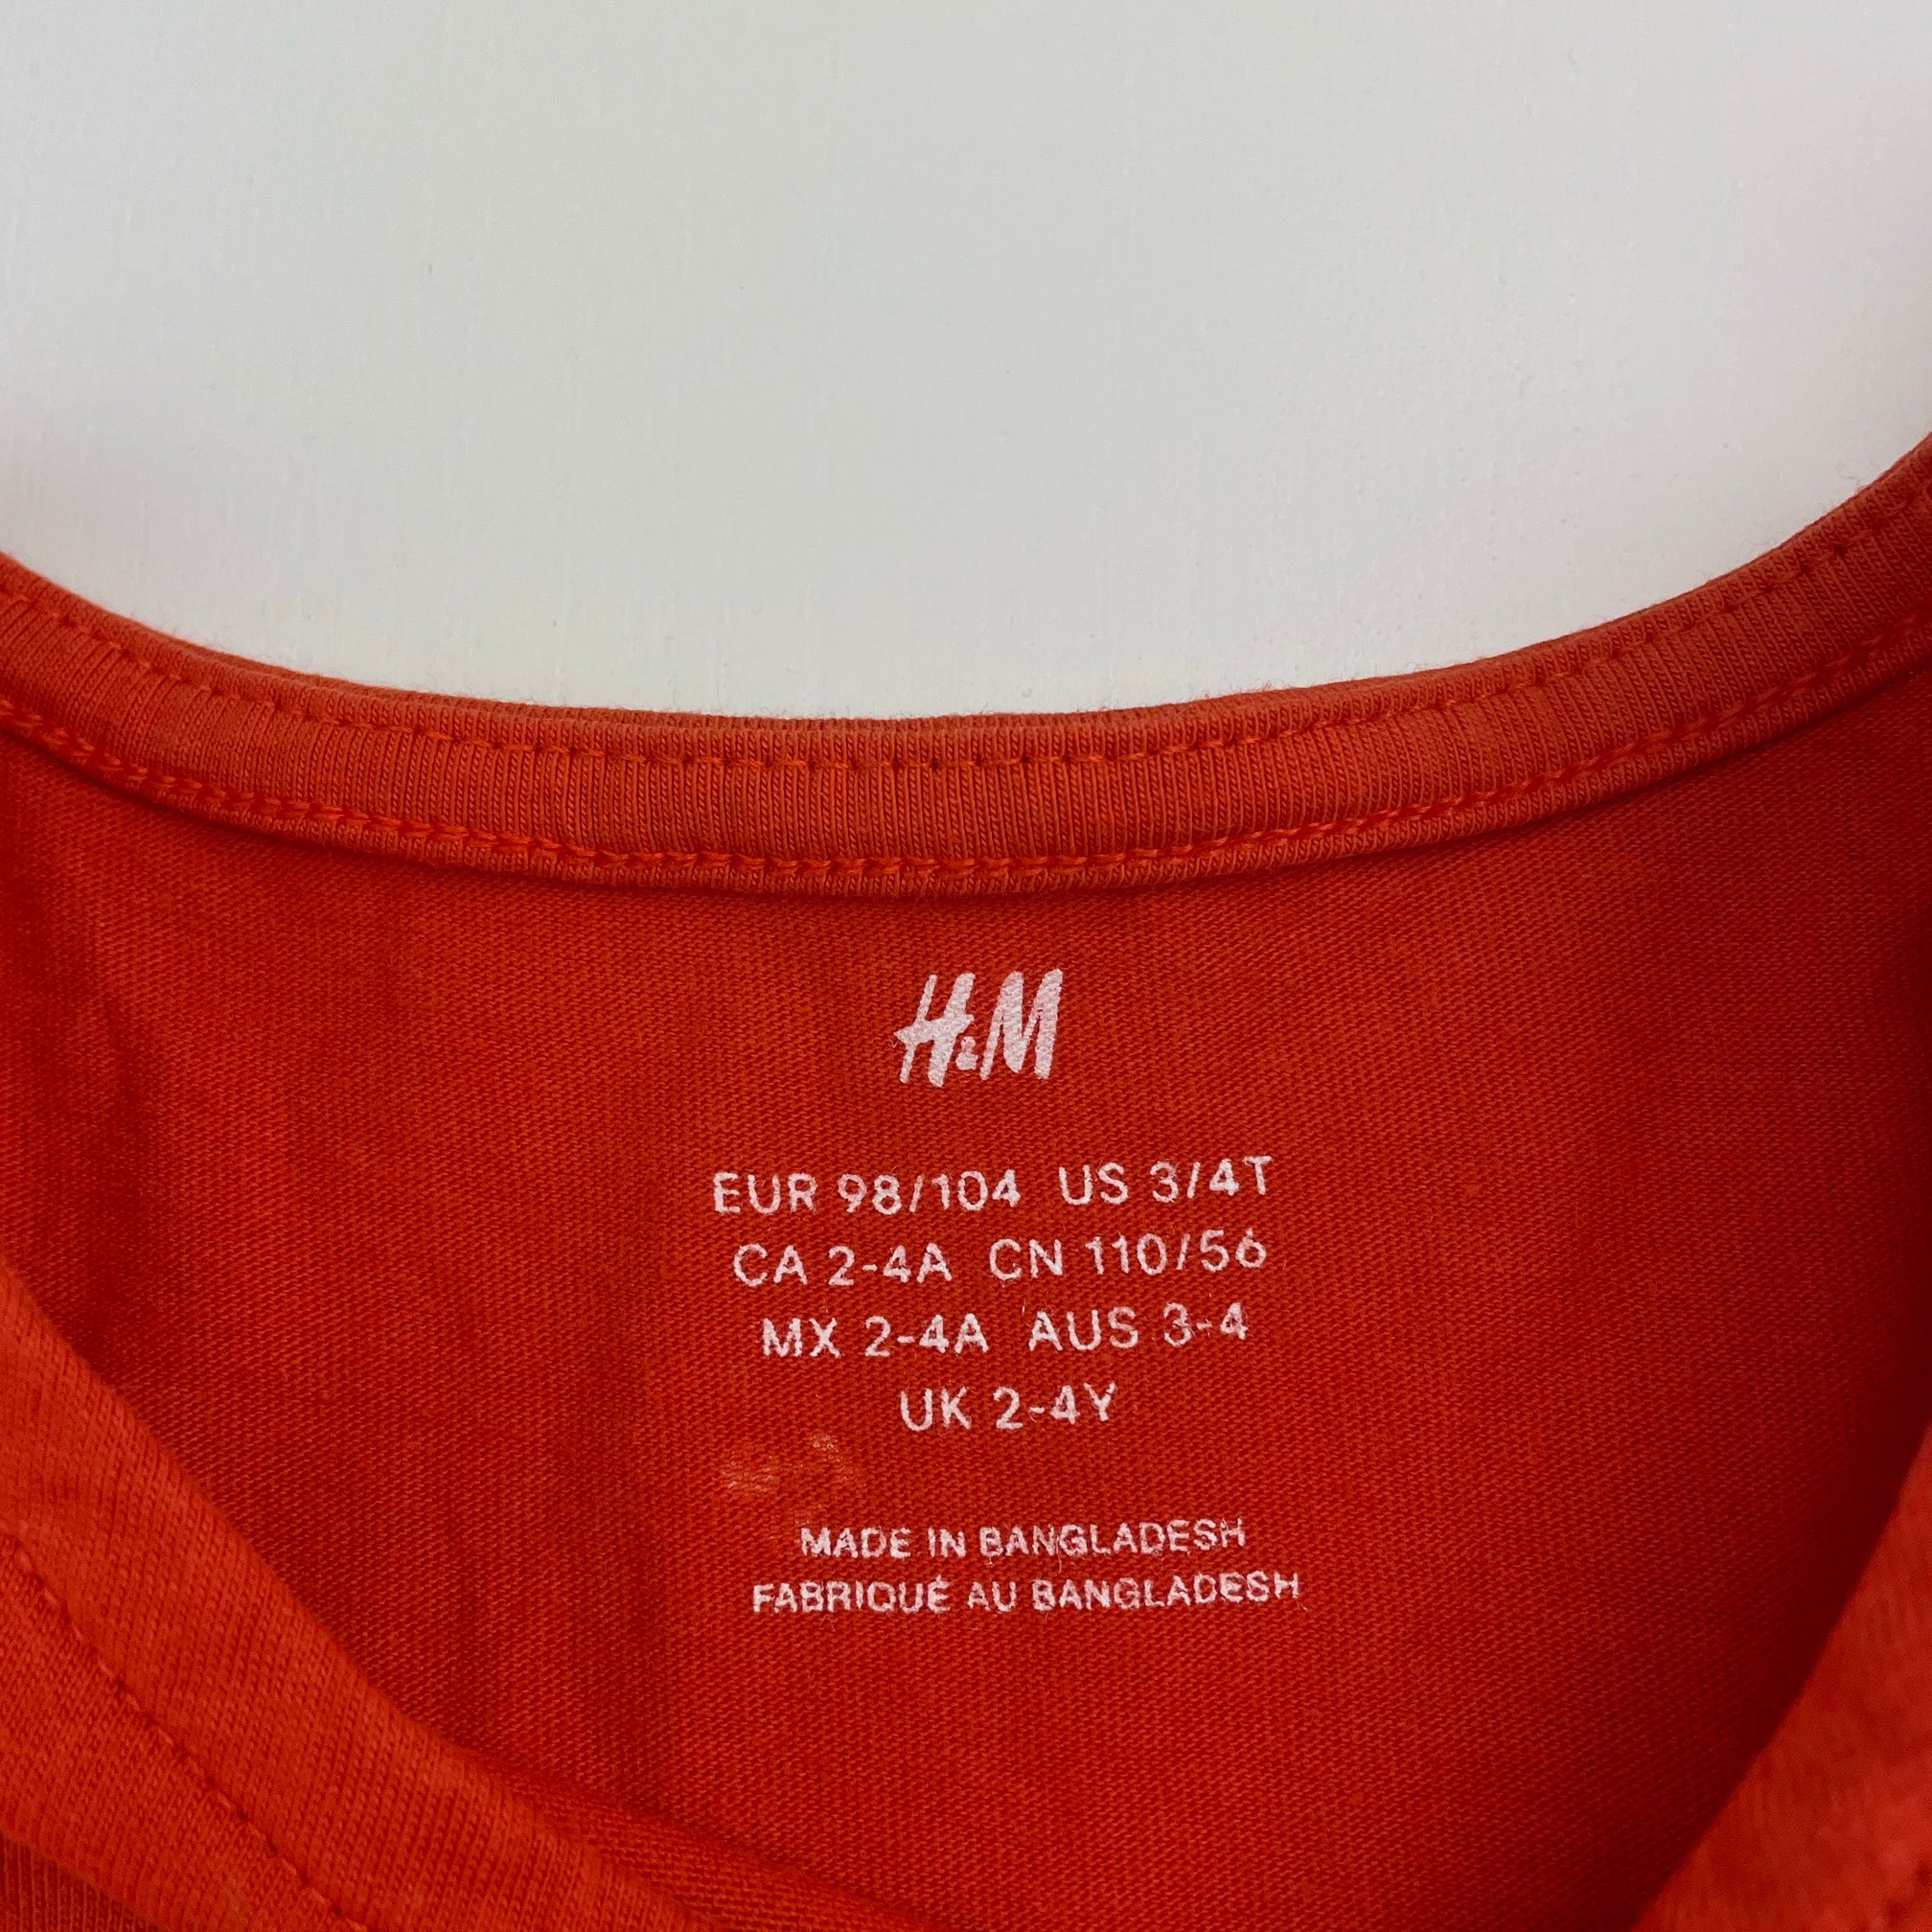 H&M
EUR 98/104 US 3/4T
CA 2-4A CN 110/56
MX 2-4A AUS 3-4
UK 2-4Y
MADE IN BANGLADESH
FABRIQUÉ AU BANGLADESH